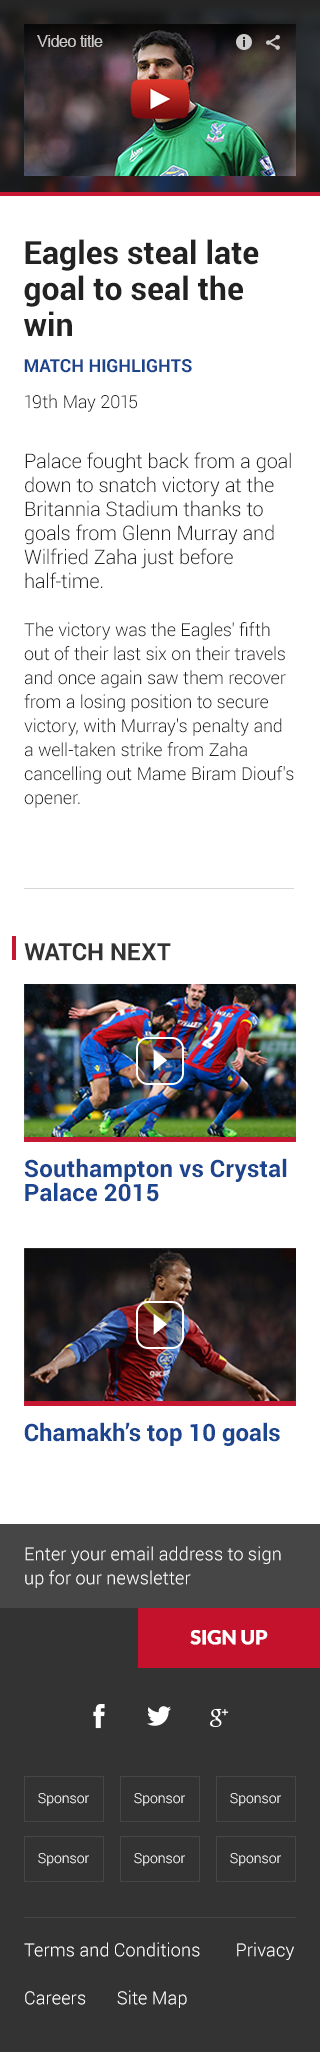 Video title
Eagles steal late
goal to seal the
win
MATCH HIGHLIGHTS
19th May 2015
Palace fought back from a goal
down to snatch victory at the
Britannia Stadium thanks to
goals from Glenn Murray and
Wilfried Zaha just before
half-time.
The victory was the Eagles' fifth
out of their last six on their travels
and once again saw them recover
from a losing position to secure
victory, with Murray's penalty and
a well-taken strike from Zaha
cancelling out Mame Biram Diouf's
opener.
WATCH NEXT
WARD
2
Southampton vs Crystal
Palace 2015
GAC
Chamakh's top 10 goals
Enter your email address to sign
up for our newsletter
SIGN UP
Sponsor Sponsor Sponsor
Sponsor Sponsor Sponsor
Terms and Conditions Privacy
Careers Site Map